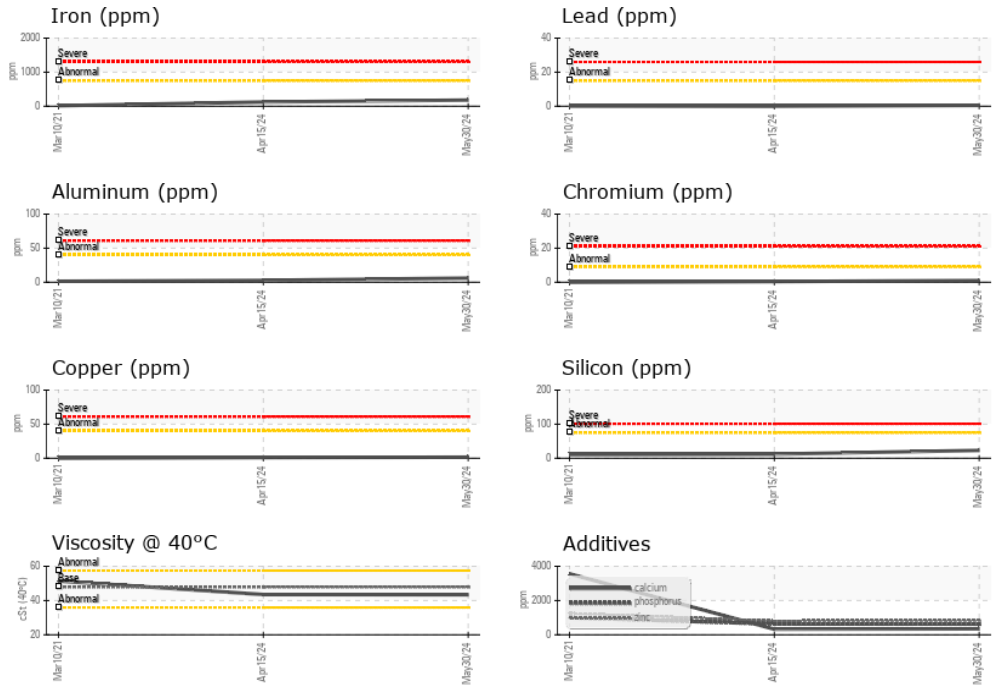 Iron (ppm)
2000
1000
0
ppm
Severe
Abnormal
Mar10/21
Apr15/24
May30/24
Lead (ppm)
40
20
0
ppm
Severe
Abnormal
Mar10/21
Apr15/24
May30/24
Aluminum (ppm)
100
50
0
ppm
Severe
Abnormal
Mar10/21
Apr15/24
May30/24
Chromium (ppm)
40
20
0
ppm
Severe
Abnormal
Mar10/21
Apr15/24
May30/24
Copper (ppm)
100
50
0
ppm
Severe
Abnormal
Mar10/21
Apr15/24
May30/24
Silicon (ppm)
200
100
0
ppm
Severe
Abnormal
Mar10/21
Apr15/24
May30/24
Viscosity @ 40°C
60
40
20
cSt (40°C)
Abnormal
Base
Abnormal
Mar10/21
Apr15/24
May30/24
Additives
4000
2000
0
ppm
calcium
phosphorus
zinc
Mar10/21
Apr15/24
May30/24